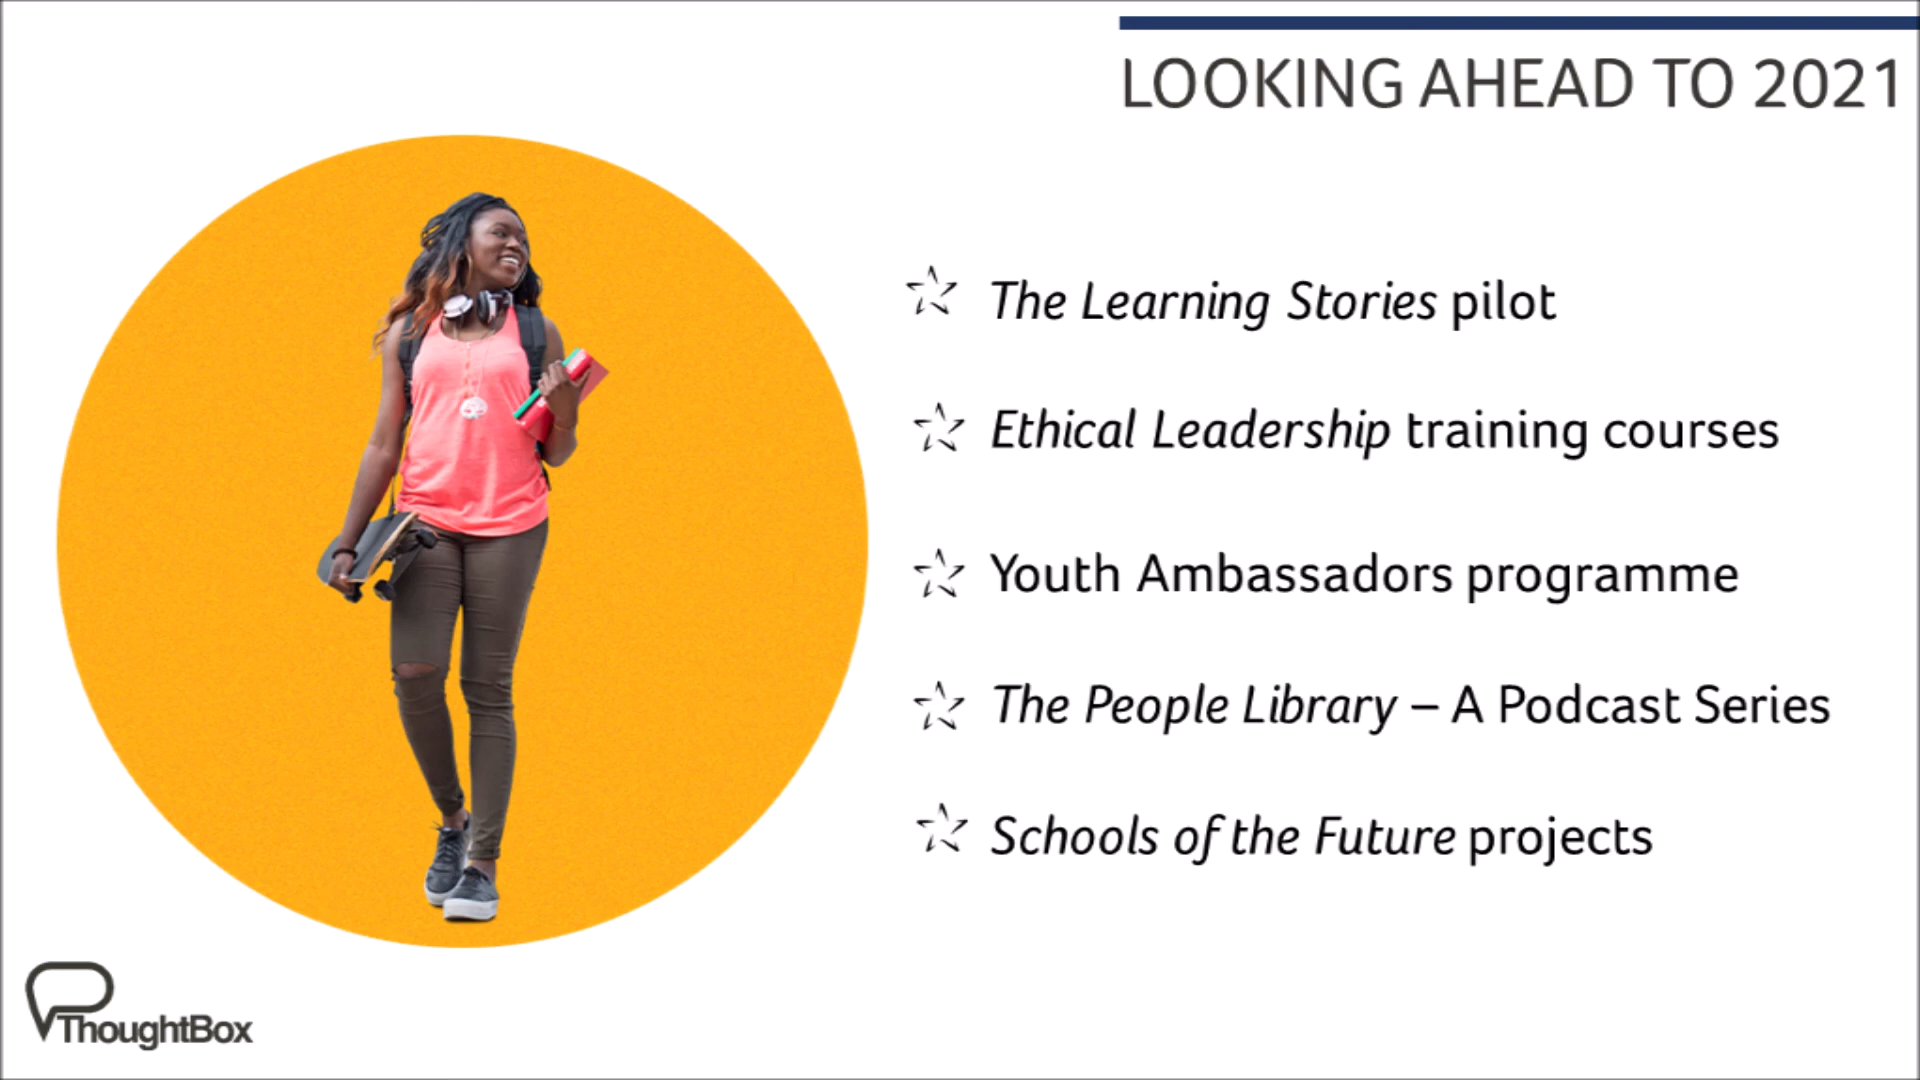 LOOKING AHEAD TO 2021
The Learning Stories pilot
Ethical Leadership training courses
Youth Ambassadors programme
The People Library – A Podcast Series
Schools of the Future projects
ThoughtBox